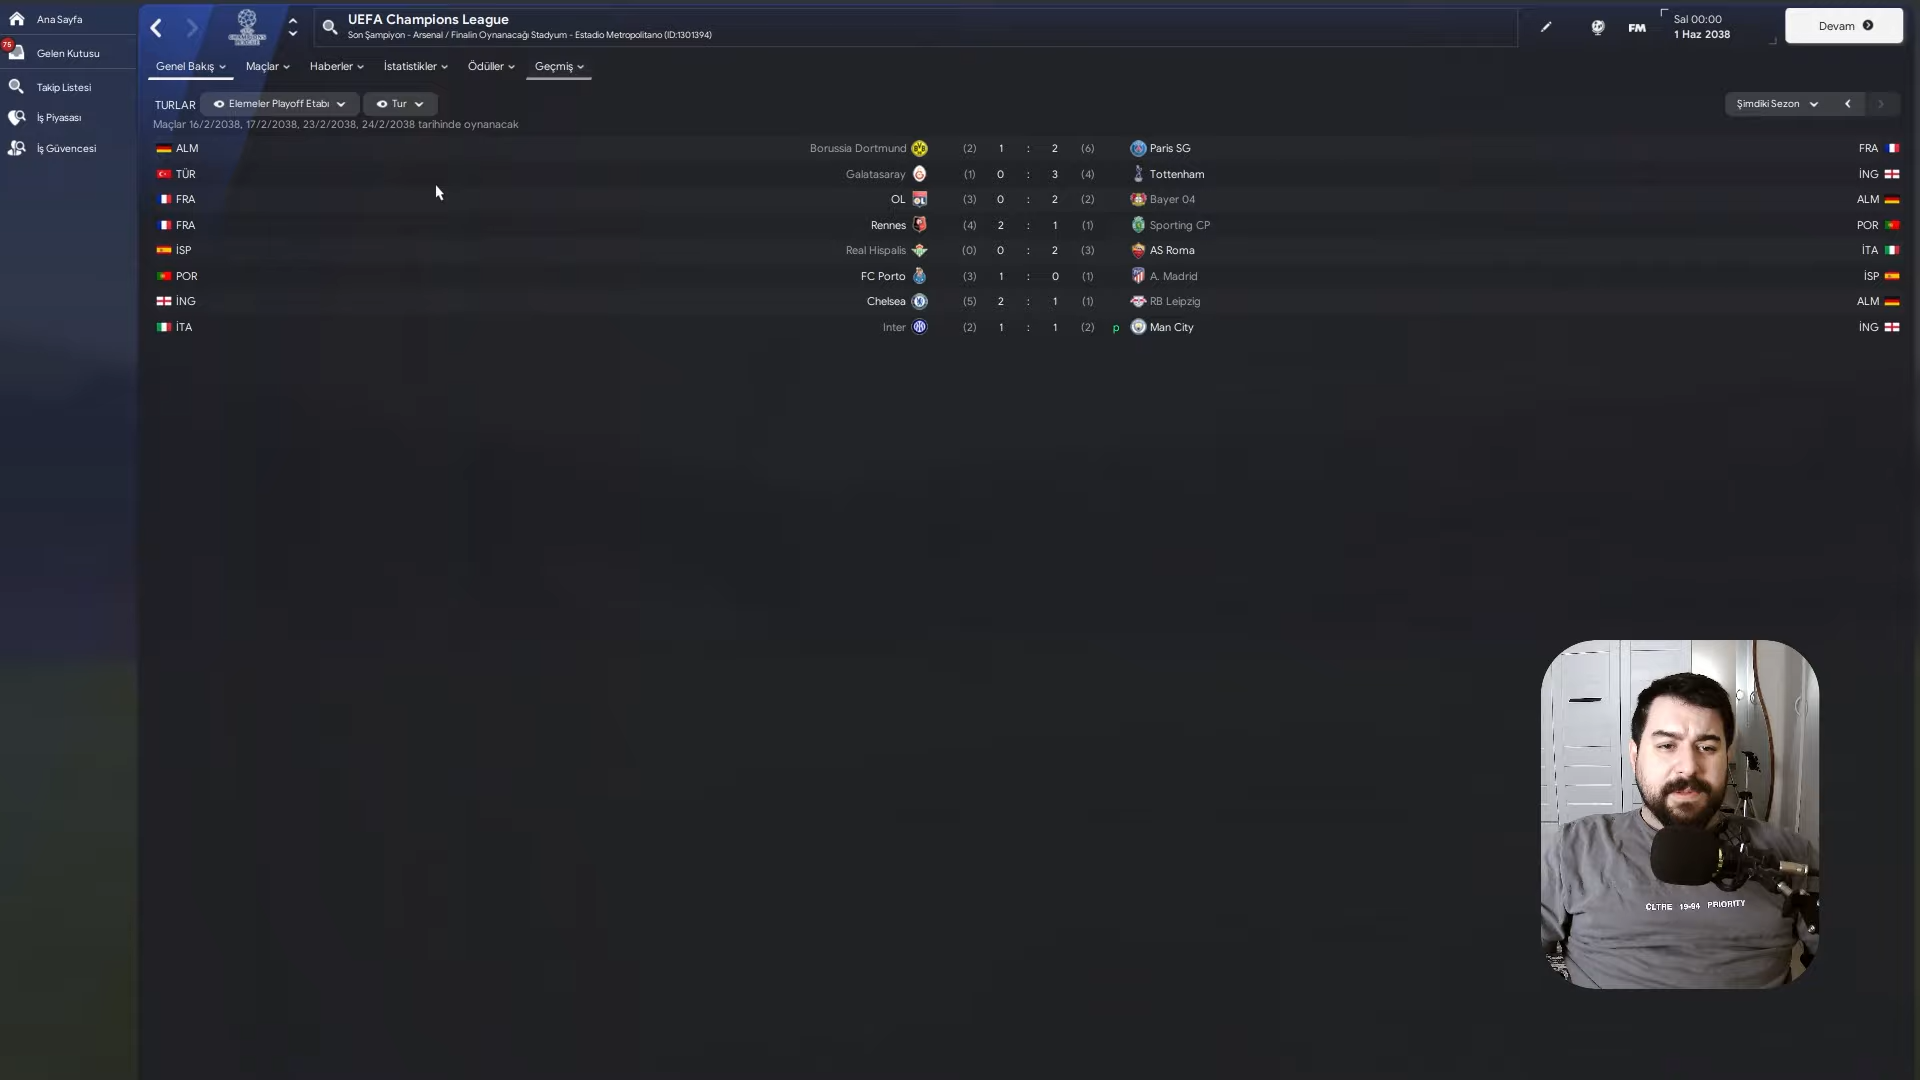 Ana Sayfa
75
Gelen Kutusu
Takip Listesi
İş Piyasası
İş Güvencesi
UEFA Champions League
Son Şampiyon - Arsenal / Finalin Oynanacağı Stadyum - Estadio Metropolitano (ID:1301394)
FM
Sal 00:00
1 Haz 2038
Devam
Genel Bakış
Maçlar
Haberler
İstatistikler
Ödüller
Geçmiş
TURLAR
Elemeler Playoff Etabı
Tur
Şimdiki Sezon
Maçlar 16/2/2038, 17/2/2038, 23/2/2038, 24/2/2038 tarihinde oynanacak
ALM Borussia Dortmund (2) 1 : 2 (6) Paris SG FRA
TÜR Galatasaray (1) 0 : 3 (4) Tottenham İNG
FRA OL (3) 0 : 2 (2) Bayer 04 ALM
FRA Rennes (4) 2 : 1 (1) Sporting CP POR
İSP Real Hispalis (0) 0 : 2 (3) AS Roma İTA
POR FC Porto (3) 1 : 0 (1) A. Madrid İSP
İNG Chelsea (5) 2 : 1 (1) RB Leipzig ALM
İTA Inter (2) 1 : 1 (2) p Man City İNG
CLTRE 19-94 PRIORITY